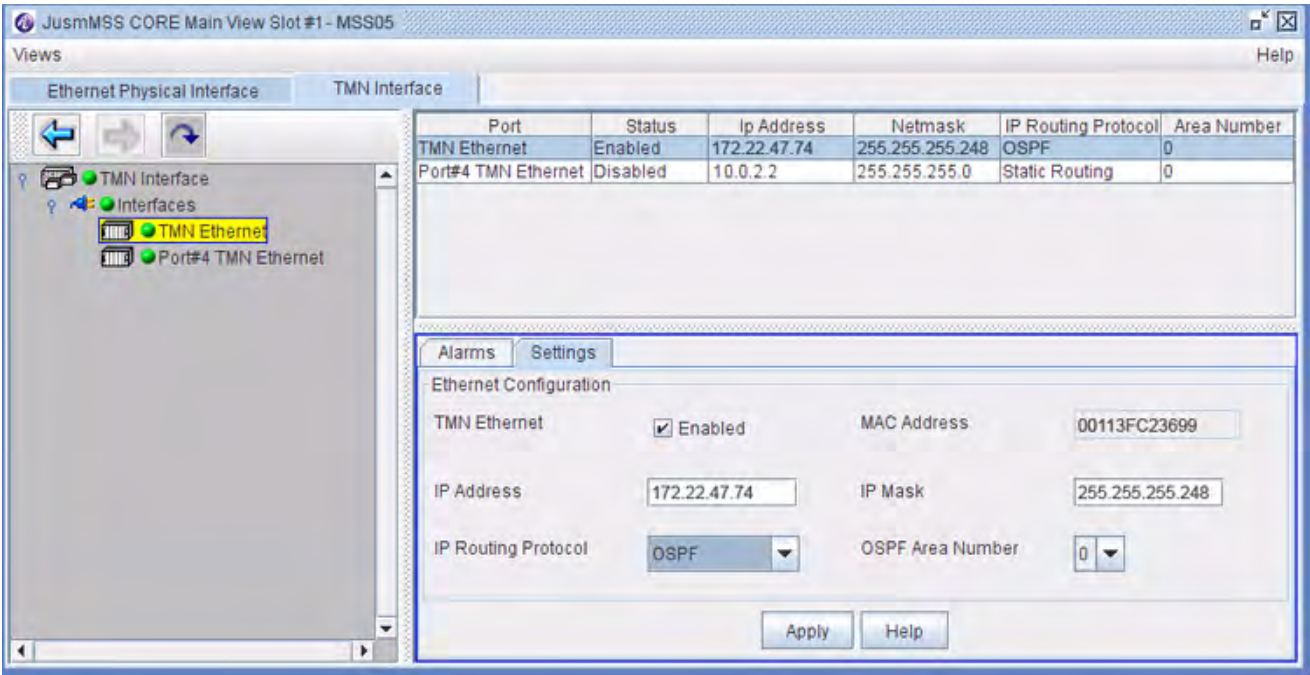 JusmMSS CORE Main View Slot #1 - MSS05
Views Help
Ethernet Physical Interface TMN Interface
Port Status Ip Address Netmask IP Routing Protocol Area Number
TMN Ethernet Enabled 172.22.47.74 255.255.255.248 OSPF 0
Port#4 TMN Ethernet Disabled 10.0.2.2 255.255.255.0 Static Routing 0
TMN Interface
Interfaces
TMN Ethernet
Port#4 TMN Ethernet
Alarms Settings
Ethernet Configuration
TMN Ethernet Enabled MAC Address 00113FC23699
IP Address 172.22.47.74 IP Mask 255.255.255.248
IP Routing Protocol OSPF OSPF Area Number 0
Apply Help